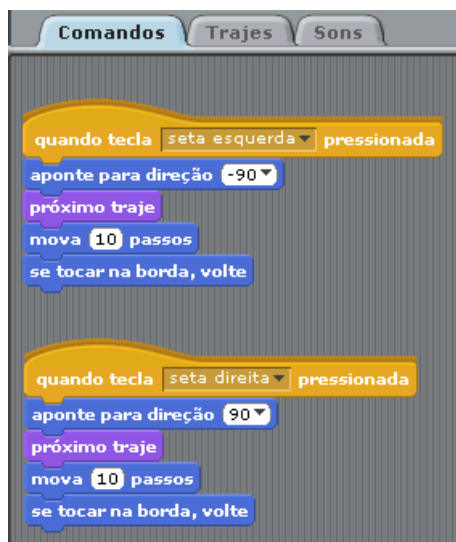 Comandos Trajes Sons
quando tecla seta esquerda pressionada
aponte para direção -90
próximo traje
mova 10 passos
se tocar na borda, volte
quando tecla seta direita pressionada
aponte para direção 90
próximo traje
mova 10 passos
se tocar na borda, volte